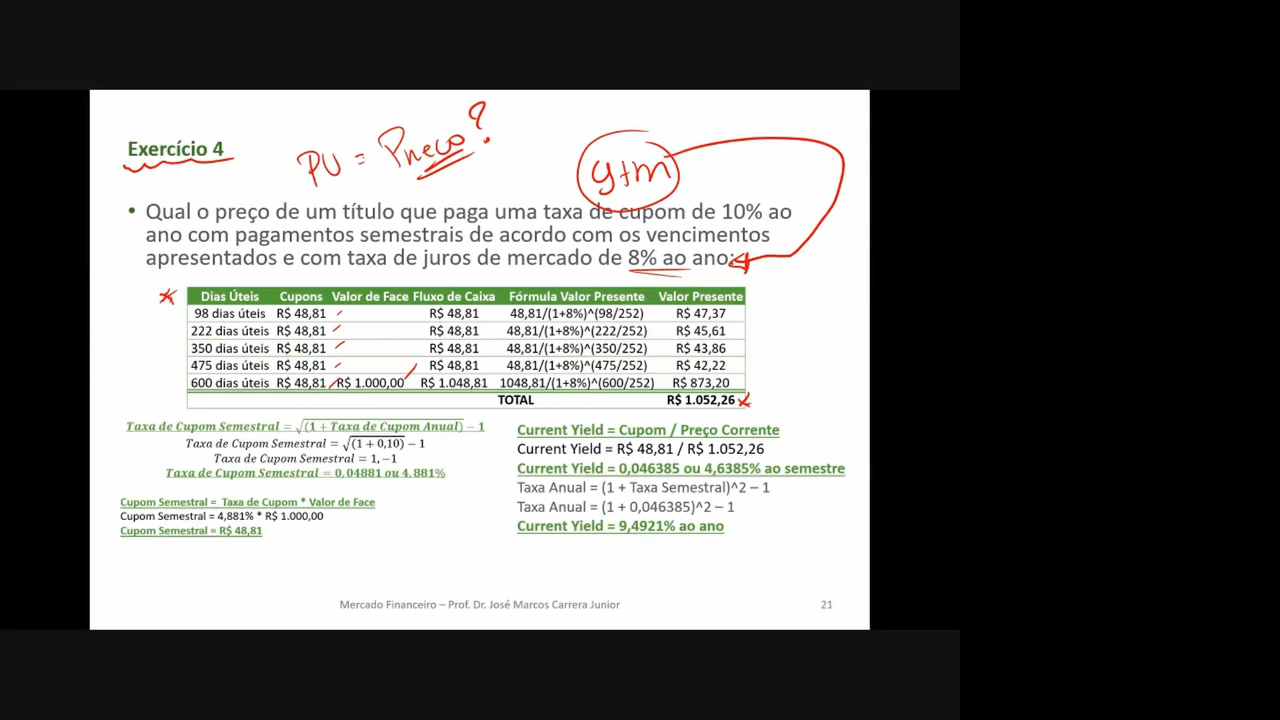 Exercício 4
PU = Preço?
ytm
• Qual o preço de um título que paga uma taxa de cupom de 10% ao
ano com pagamentos semestrais de acordo com os vencimentos
apresentados e com taxa de juros de mercado de 8% ao ano:
Dias Úteis Cupons Valor de Face Fluxo de Caixa Fórmula Valor Presente Valor Presente
98 dias úteis R$ 48,81 R$ 48,81 48,81/(1+8%)^(98/252) R$ 47,37
222 dias úteis R$ 48,81 R$ 48,81 48,81/(1+8%)^(222/252) R$ 45,61
350 dias úteis R$ 48,81 R$ 48,81 48,81/(1+8%)^(350/252) R$ 43,86
475 dias úteis R$ 48,81 R$ 48,81 48,81/(1+8%)^(475/252) R$ 42,22
600 dias úteis R$ 48,81 R$ 1.000,00 R$ 1.048,81 1048,81/(1+8%)^(600/252) R$ 873,20
TOTAL R$ 1.052,26
Taxa de Cupom Semestral = √(1 + Taxa de Cupom Anual) − 1
Taxa de Cupom Semestral = √(1 + 0,10) − 1
Taxa de Cupom Semestral = 1, −1
Taxa de Cupom Semestral = 0,04881 ou 4,881%
Cupom Semestral = Taxa de Cupom * Valor de Face
Cupom Semestral = 4,881% * R$ 1.000,00
Cupom Semestral = R$ 48,81
Current Yield = Cupom / Preço Corrente
Current Yield = R$ 48,81 / R$ 1.052,26
Current Yield = 0,046385 ou 4,6385% ao semestre
Taxa Anual = (1 + Taxa Semestral)^2 – 1
Taxa Anual = (1 + 0,046385)^2 – 1
Current Yield = 9,4921% ao ano
Mercado Financeiro – Prof. Dr. José Marcos Carrera Junior
21